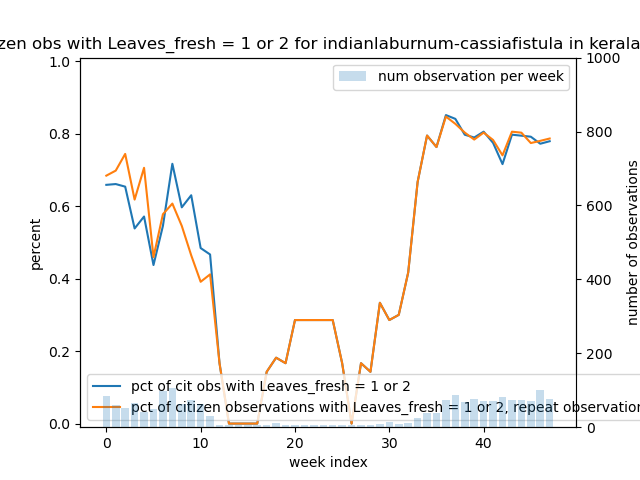 zen obs with Leaves_fresh = 1 or 2 for indianlaburnum-cassiafistula in kerala
num observation per week
percent
number of observations
1.0
0.8
0.6
0.4
0.2
0.0
1000
800
600
400
200
0
pct of cit obs with Leaves_fresh = 1 or 2
pct of citizen observations with Leaves_fresh = 1 or 2, repeat observation
0 10 20 30 40
week index